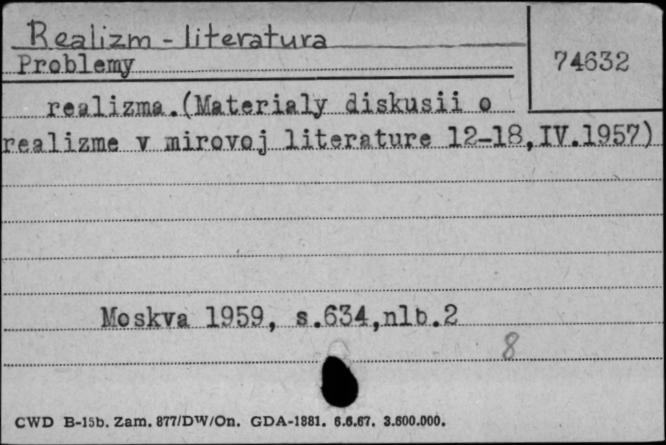 Realizm - literatura
Problemy
74632
realizma.(Materialy diskusii o
realizme v mirovoj literature 12-18,IV.1957)
Moskva 1959, s.634,nlb.2
8
CWD B-15b. Zam. 877/DW/On. GDA-1881. 6.6.67. 3.600.000.